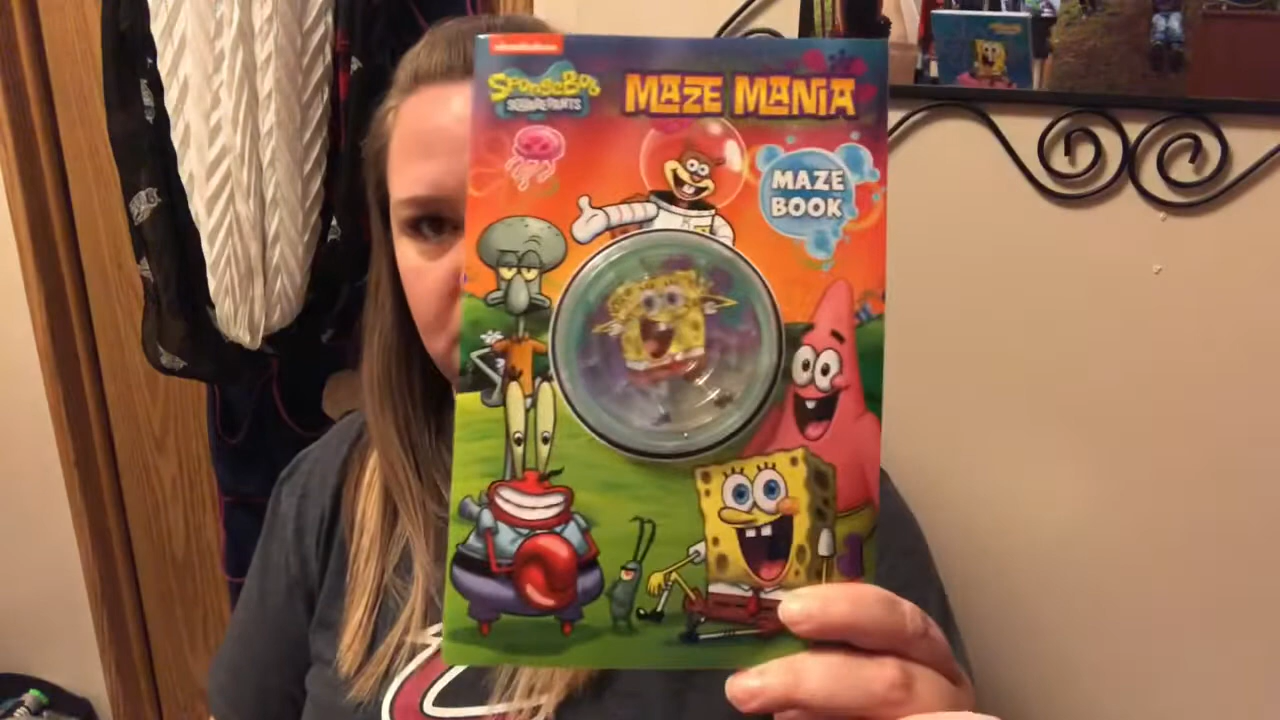 nickelodeon
SpongeBob
SQUAREPANTS
MAZE MANIA
MAZE
BOOK